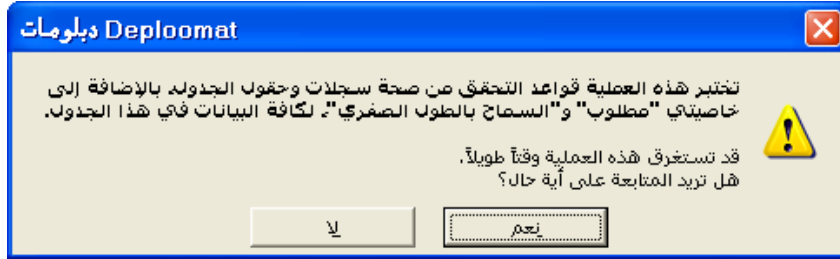 Deploomat دبلومات
تختبر هذه العملية قواعد التحقق من صحة سجلات وحقول الجدول، بالإضافة إلى
خاصيتي "مطلوب" و"السماح بالطول الصفري"، لكافة البيانات في هذا الجدول.
قد تستغرق هذه العملية وقتاً طويلاً.
هل تريد المتابعة على أية حال؟
نعم
لا